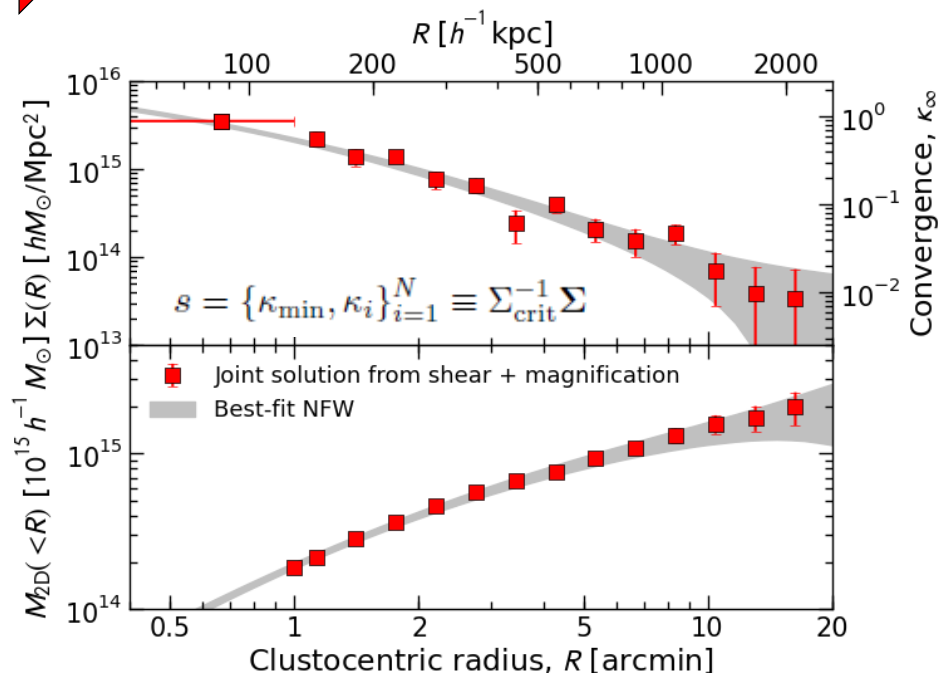 R [h⁻¹ kpc]
100 200 500 1000 2000
10¹⁶
10¹⁵
10¹⁴
10¹³
Σ(R) [hM⊙/Mpc²]
10⁰
10⁻¹
10⁻²
Convergence, κ∞
s = {κmin, κi}ᴺᵢ₌₁ ≡ Σ⁻¹crit Σ
Joint solution from shear + magnification
Best-fit NFW
10¹⁵
10¹⁴
M2D(<R) [10¹⁵ h⁻¹ M⊙]
0.5 1 2 5 10 20
Clustocentric radius, R [arcmin]